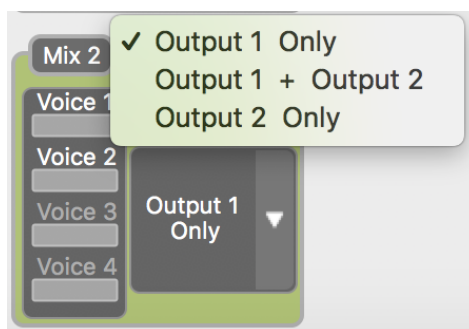 Mix 2
✓ Output 1 Only
Output 1 + Output 2
Output 2 Only
Voice 1
Voice 2
Voice 3
Voice 4
Output 1
Only